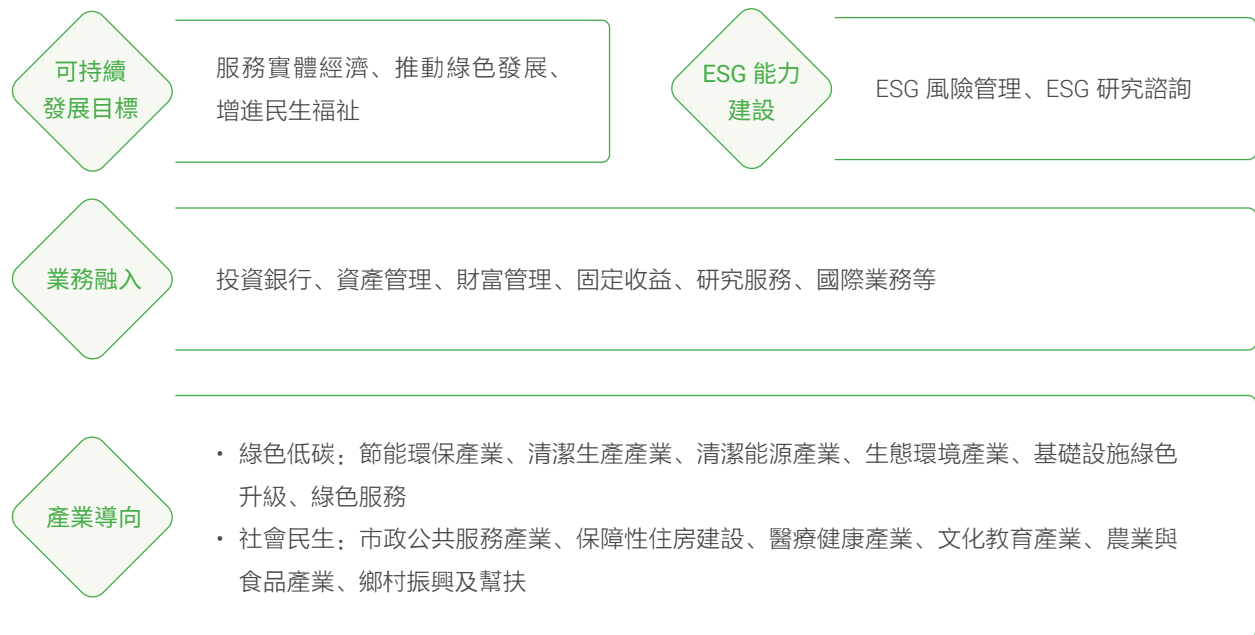 可持續
發展目標
服務實體經濟、推動綠色發展、
增進民生福祉
ESG 能力
建設
ESG 風險管理、ESG 研究諮詢
業務融入
投資銀行、資產管理、財富管理、固定收益、研究服務、國際業務等
產業導向
• 綠色低碳：節能環保產業、清潔生產產業、清潔能源產業、生態環境產業、基礎設施綠色
升級、綠色服務
• 社會民生：市政公共服務產業、保障性住房建設、醫療健康產業、文化教育產業、農業與
食品產業、鄉村振興及幫扶